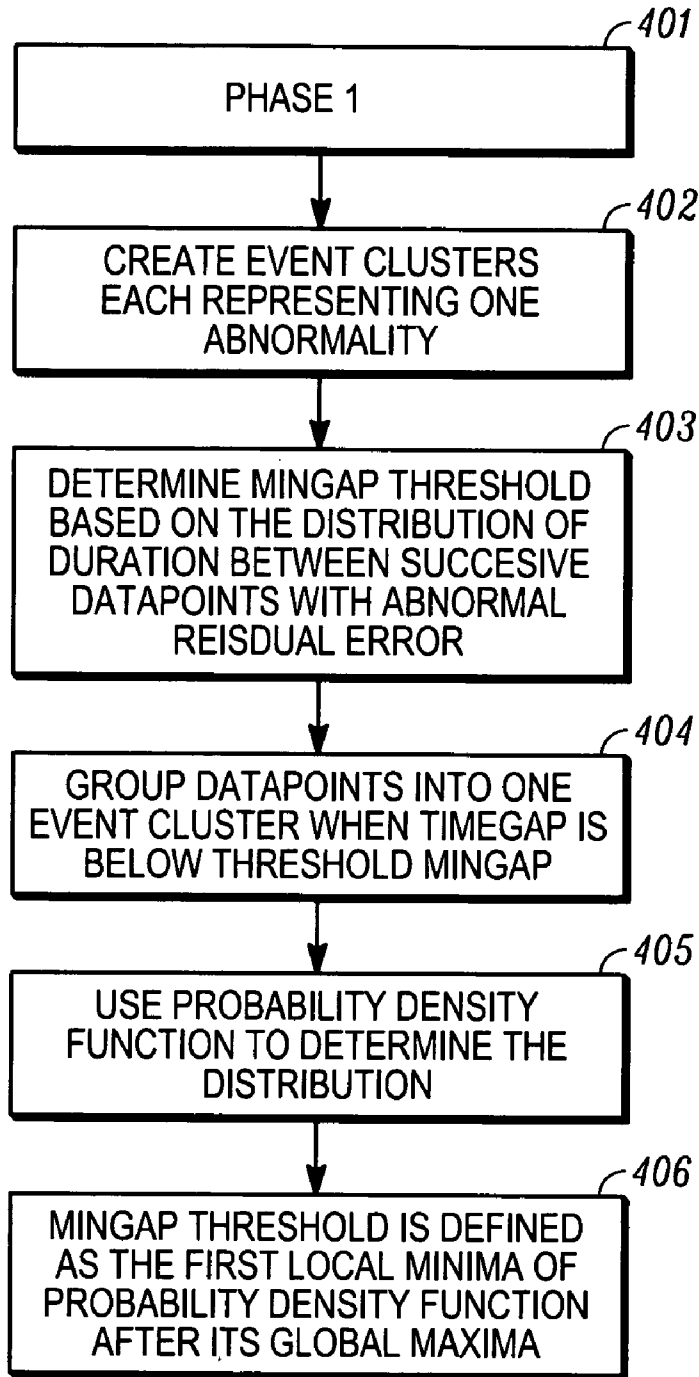 401
PHASE 1
402
CREATE EVENT CLUSTERS
EACH REPRESENTING ONE
ABNORMALITY
403
DETERMINE MINGAP THRESHOLD
BASED ON THE DISTRIBUTION OF
DURATION BETWEEN SUCCESIVE
DATAPOINTS WITH ABNORMAL
REISDUAL ERROR
404
GROUP DATAPOINTS INTO ONE
EVENT CLUSTER WHEN TIMEGAP IS
BELOW THRESHOLD MINGAP
405
USE PROBABILITY DENSITY
FUNCTION TO DETERMINE THE
DISTRIBUTION
406
MINGAP THRESHOLD IS DEFINED
AS THE FIRST LOCAL MINIMA OF
PROBABILITY DENSITY FUNCTION
AFTER ITS GLOBAL MAXIMA